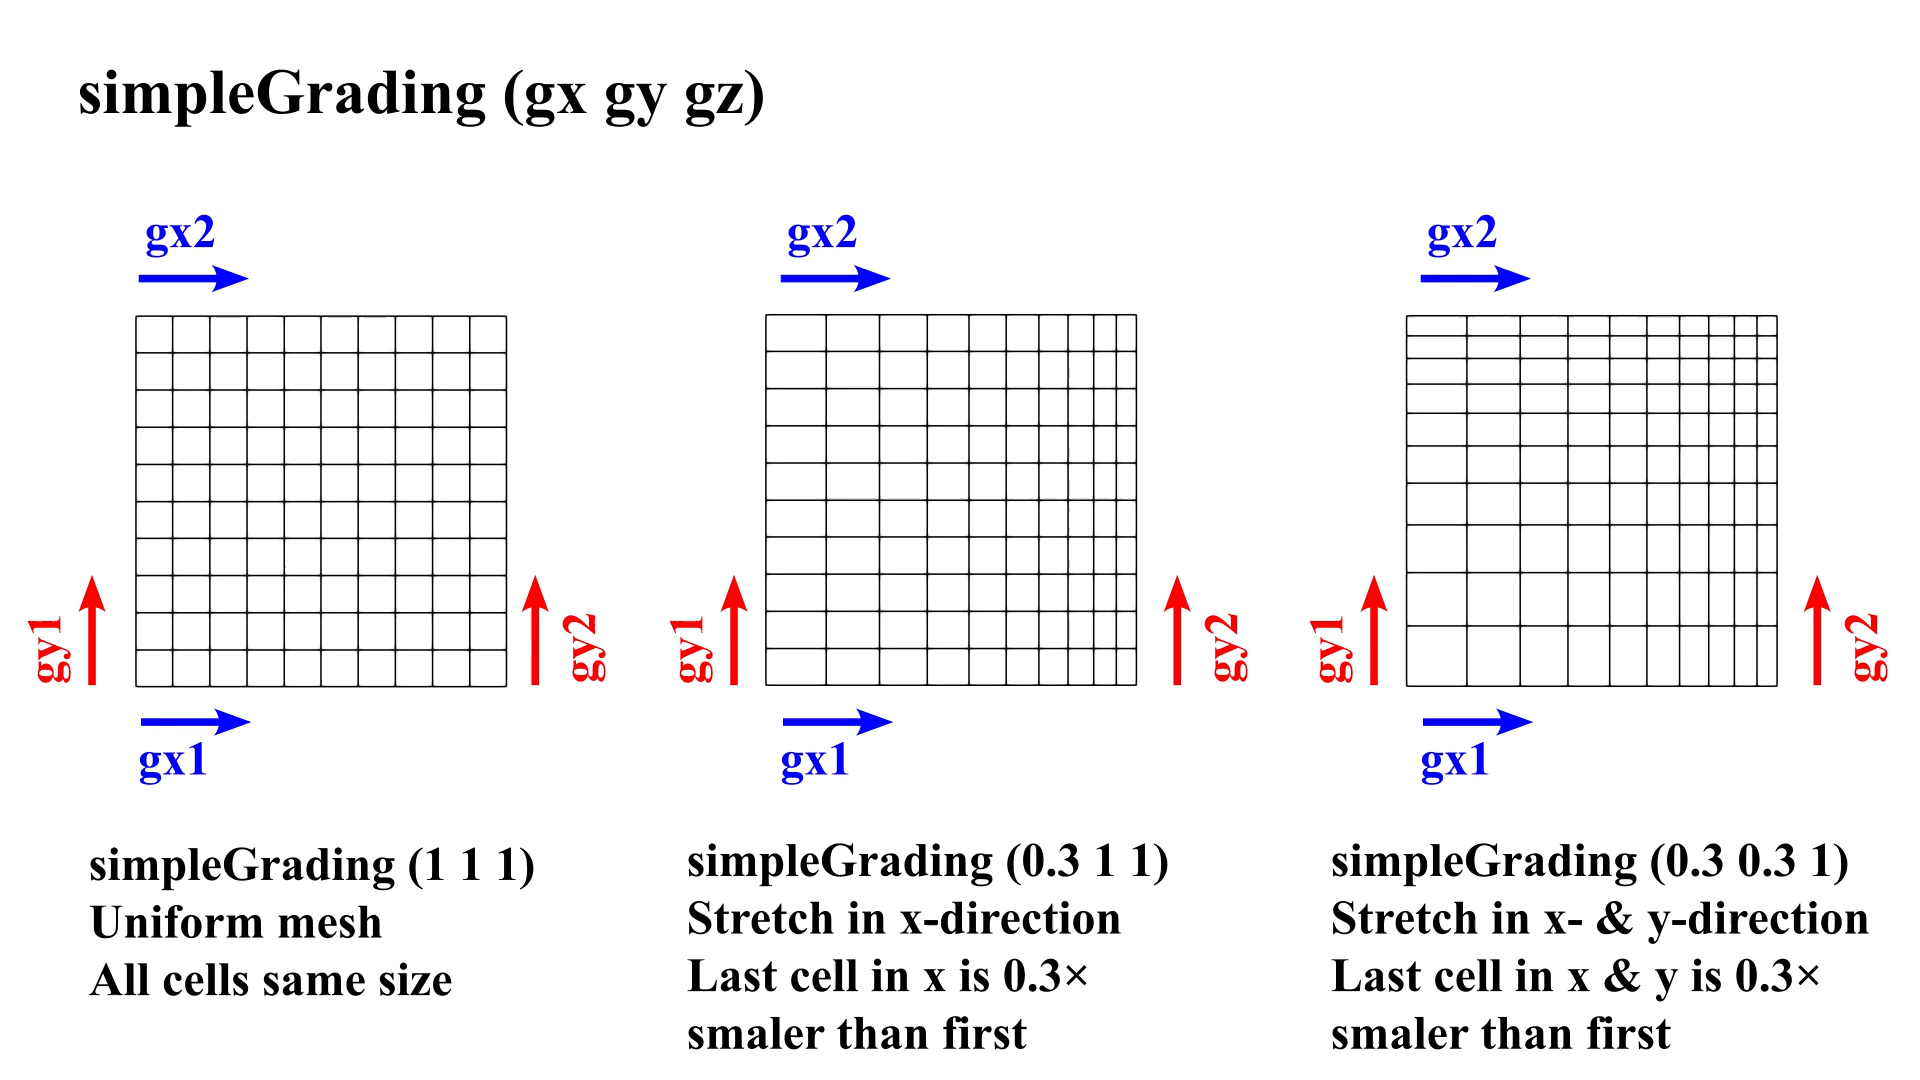 simpleGrading (gx gy gz)
gx2
gy1
gy2
gx1
simpleGrading (1 1 1)
Uniform mesh
All cells same size
gx2
gy1
gy2
gx1
simpleGrading (0.3 1 1)
Stretch in x-direction
Last cell in x is 0.3×
smaler than first
gx2
gy1
gy2
gx1
simpleGrading (0.3 0.3 1)
Stretch in x- & y-direction
Last cell in x & y is 0.3×
smaler than first